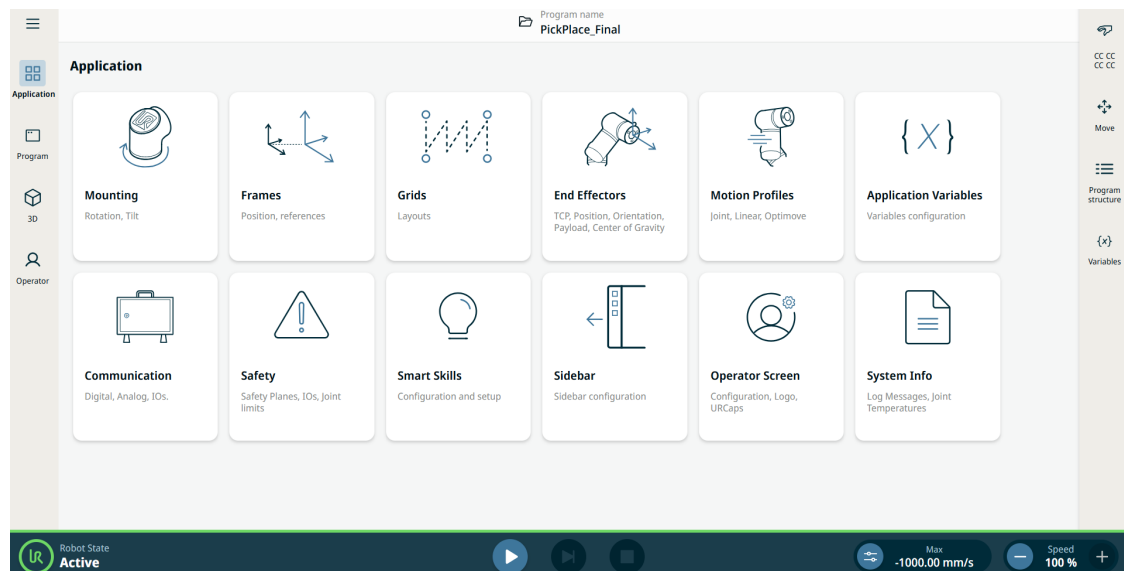 Program name
PickPlace_Final
Application
Application
Program
3D
Operator
Mounting
Rotation, Tilt
Frames
Position, references
Grids
Layouts
End Effectors
TCP, Position, Orientation,
Payload, Center of Gravity
Motion Profiles
Joint, Linear, Optimove
{X}
Application Variables
Variables configuration
Communication
Digital, Analog, IOs.
Safety
Safety Planes, IOs, Joint
limits
Smart Skills
Configuration and setup
Sidebar
Sidebar configuration
Operator Screen
Configuration, Logo,
URCaps
System Info
Log Messages, Joint
Temperatures
CC CC
CC CC
Move
Program
structure
{x}
Variables
UR
Robot State
Active
Max
-1000.00 mm/s
Speed
100 %